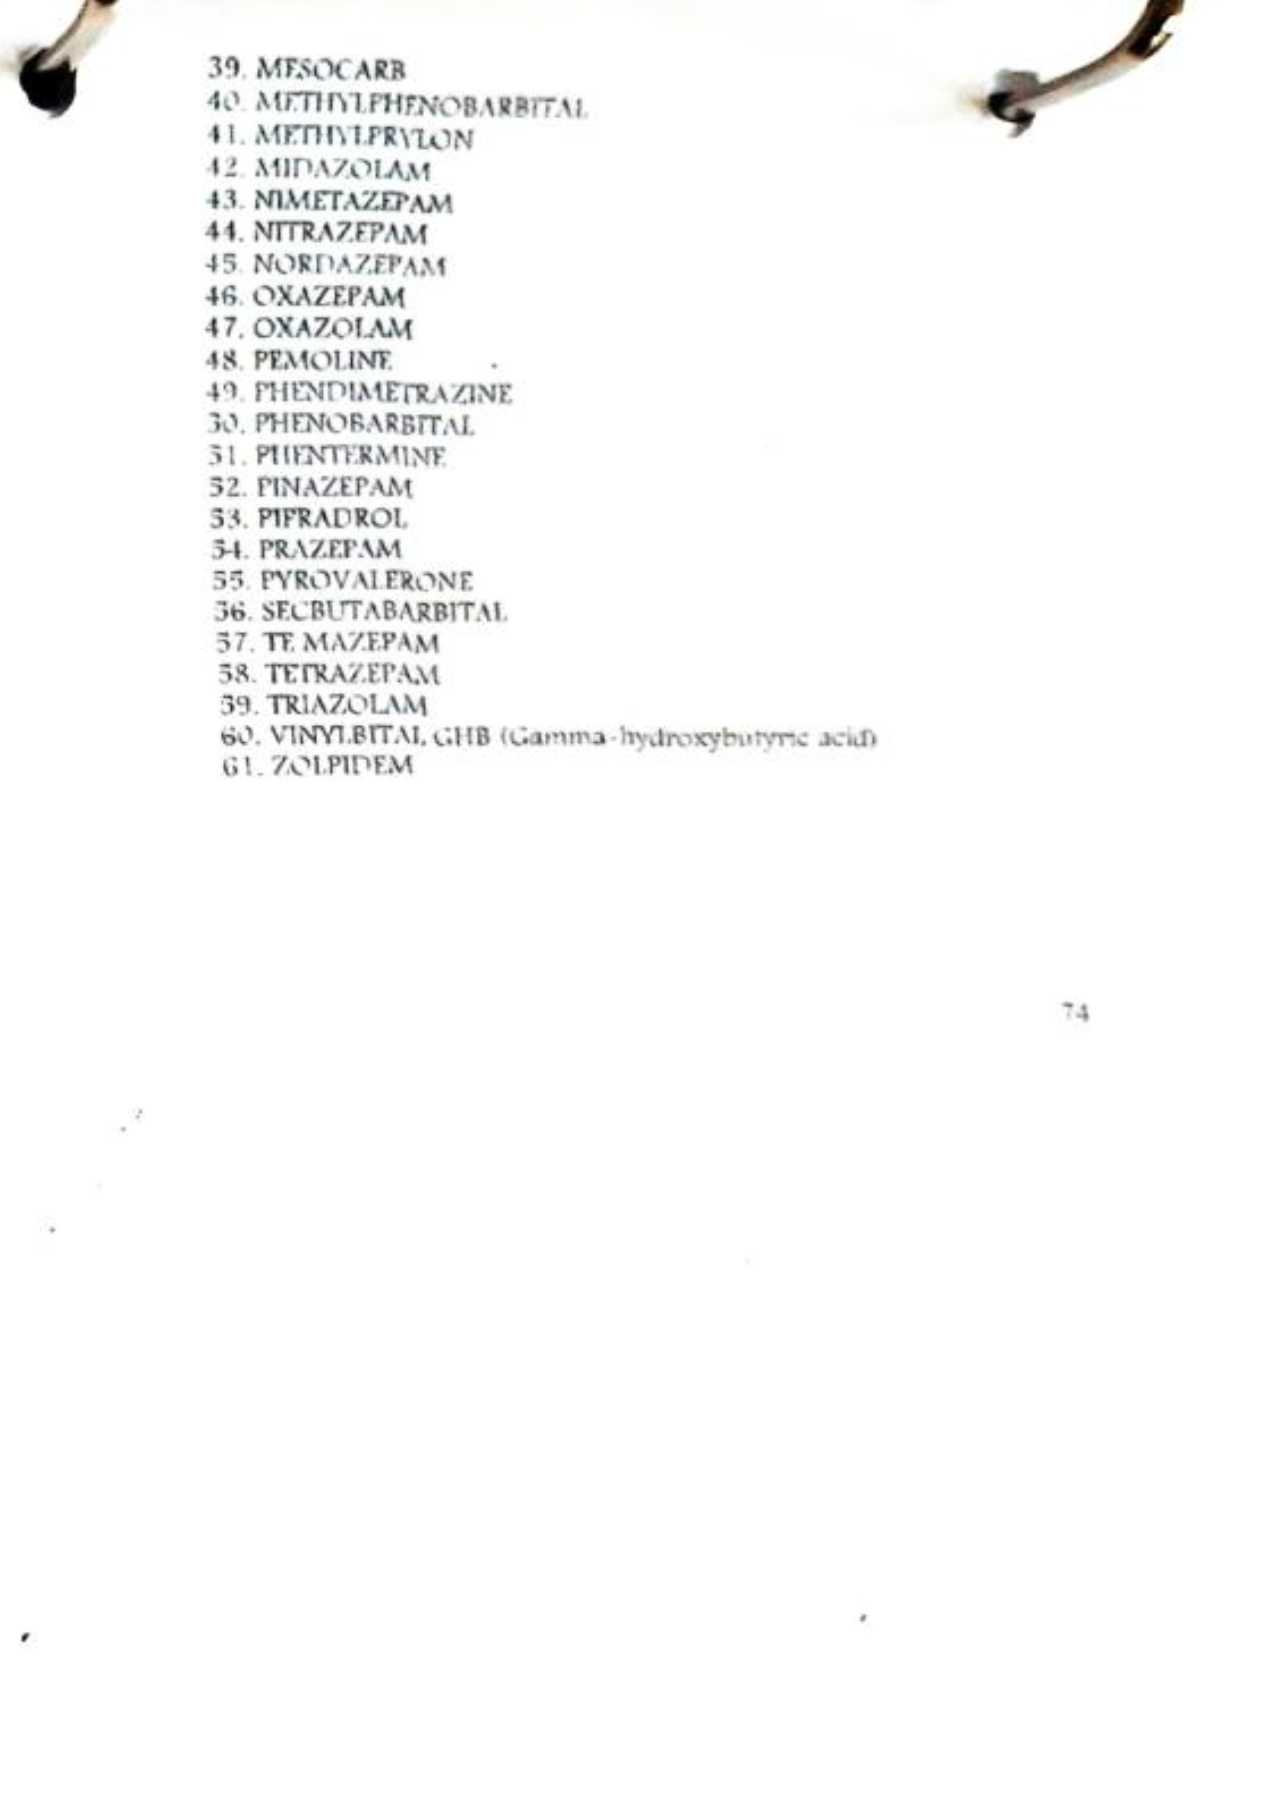 39. MESOCARB
40. METHYLPHENOBARBITAL
41. METHYLPRYLON
42. MIDAZOLAM
43. NIMETAZEPAM
44. NITRAZEPAM
45. NORDAZEPAM
46. OXAZEPAM
47. OXAZOLAM
48. PEMOLINE
49. PHENDIMETRAZINE
50. PHENOBARBITAL
51. PHENTERMINE
52. PINAZEPAM
53. PIPRADROL
54. PRAZEPAM
55. PYROVALERONE
56. SECBUTABARBITAL
57. TE MAZEPAM
58. TETRAZEPAM
59. TRIAZOLAM
60. VINYLBITAL GHB (Gamma-hydroxybutyric acid)
61. ZOLPIDEM
74